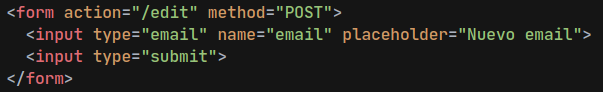 <form action="/edit" method="POST">
  <input type="email" name="email" placeholder="Nuevo email">
  <input type="submit">
</form>